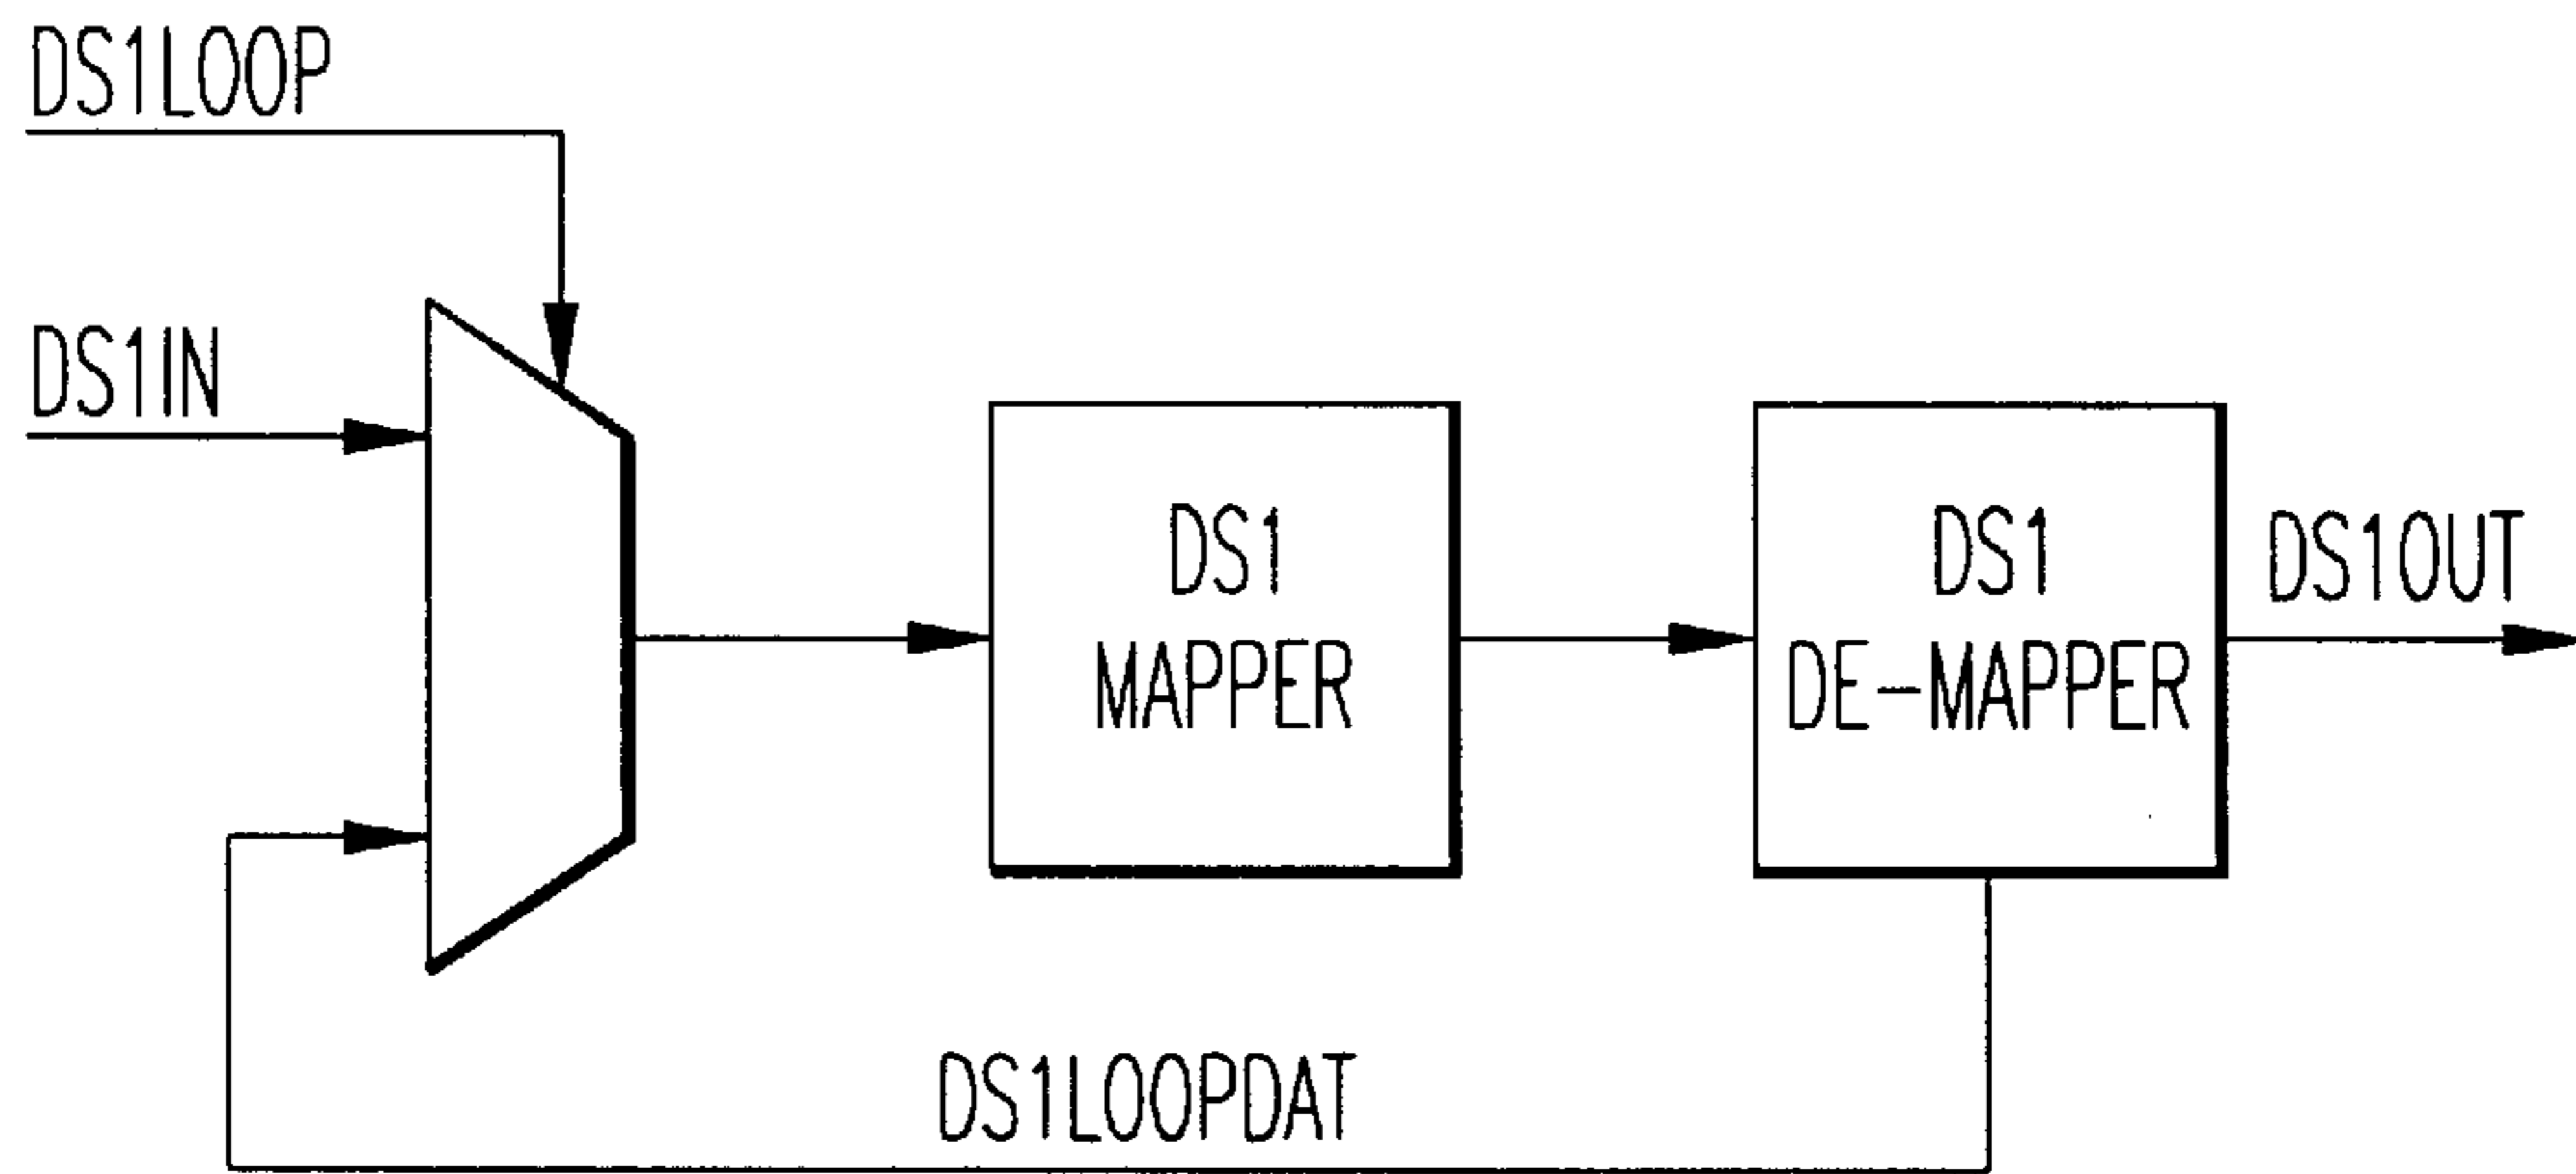 DS1LOOP
DS1IN
DS1
MAPPER
DS1
DE-MAPPER
DS1OUT
DS1LOOPDAT